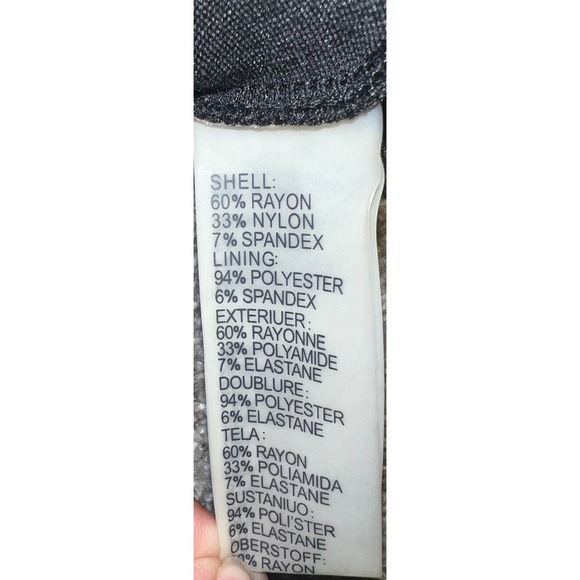 SHELL:
60% RAYON
33% NYLON
7% SPANDEX
LINING:
94% POLYESTER
6% SPANDEX
EXTERIUER:
60% RAYONNE
33% POLYAMIDE
7% ELASTANE
DOUBLURE:
94% POLYESTER
6% ELASTANE
TELA:
60% RAYON
33% POLIAMIDA
7% ELASTANE
SUSTANIUO:
94% POLI'STER
6% ELASTANE
OBERSTOFF:
RAYON